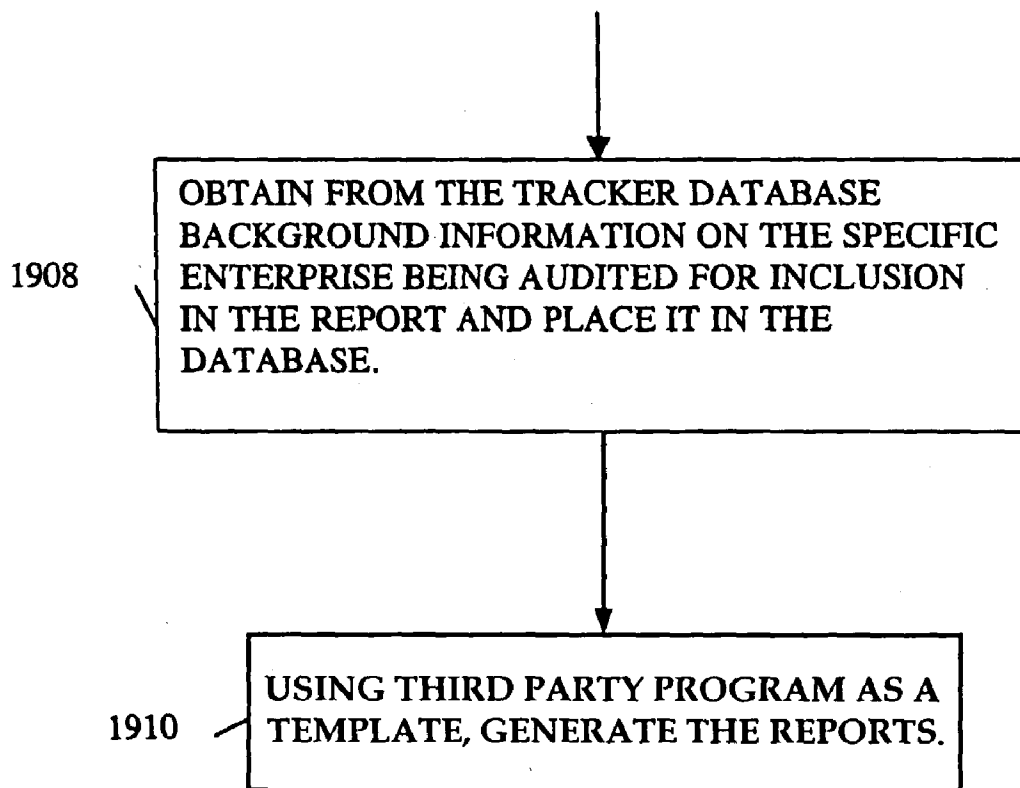 OBTAIN FROM THE TRACKER DATABASE
BACKGROUND INFORMATION ON THE SPECIFIC
1908 ENTERPRISE BEING AUDITED FOR INCLUSION
IN THE REPORT AND PLACE IT IN THE
DATABASE.
USING THIRD PARTY PROGRAM AS A
1910 TEMPLATE, GENERATE THE REPORTS.